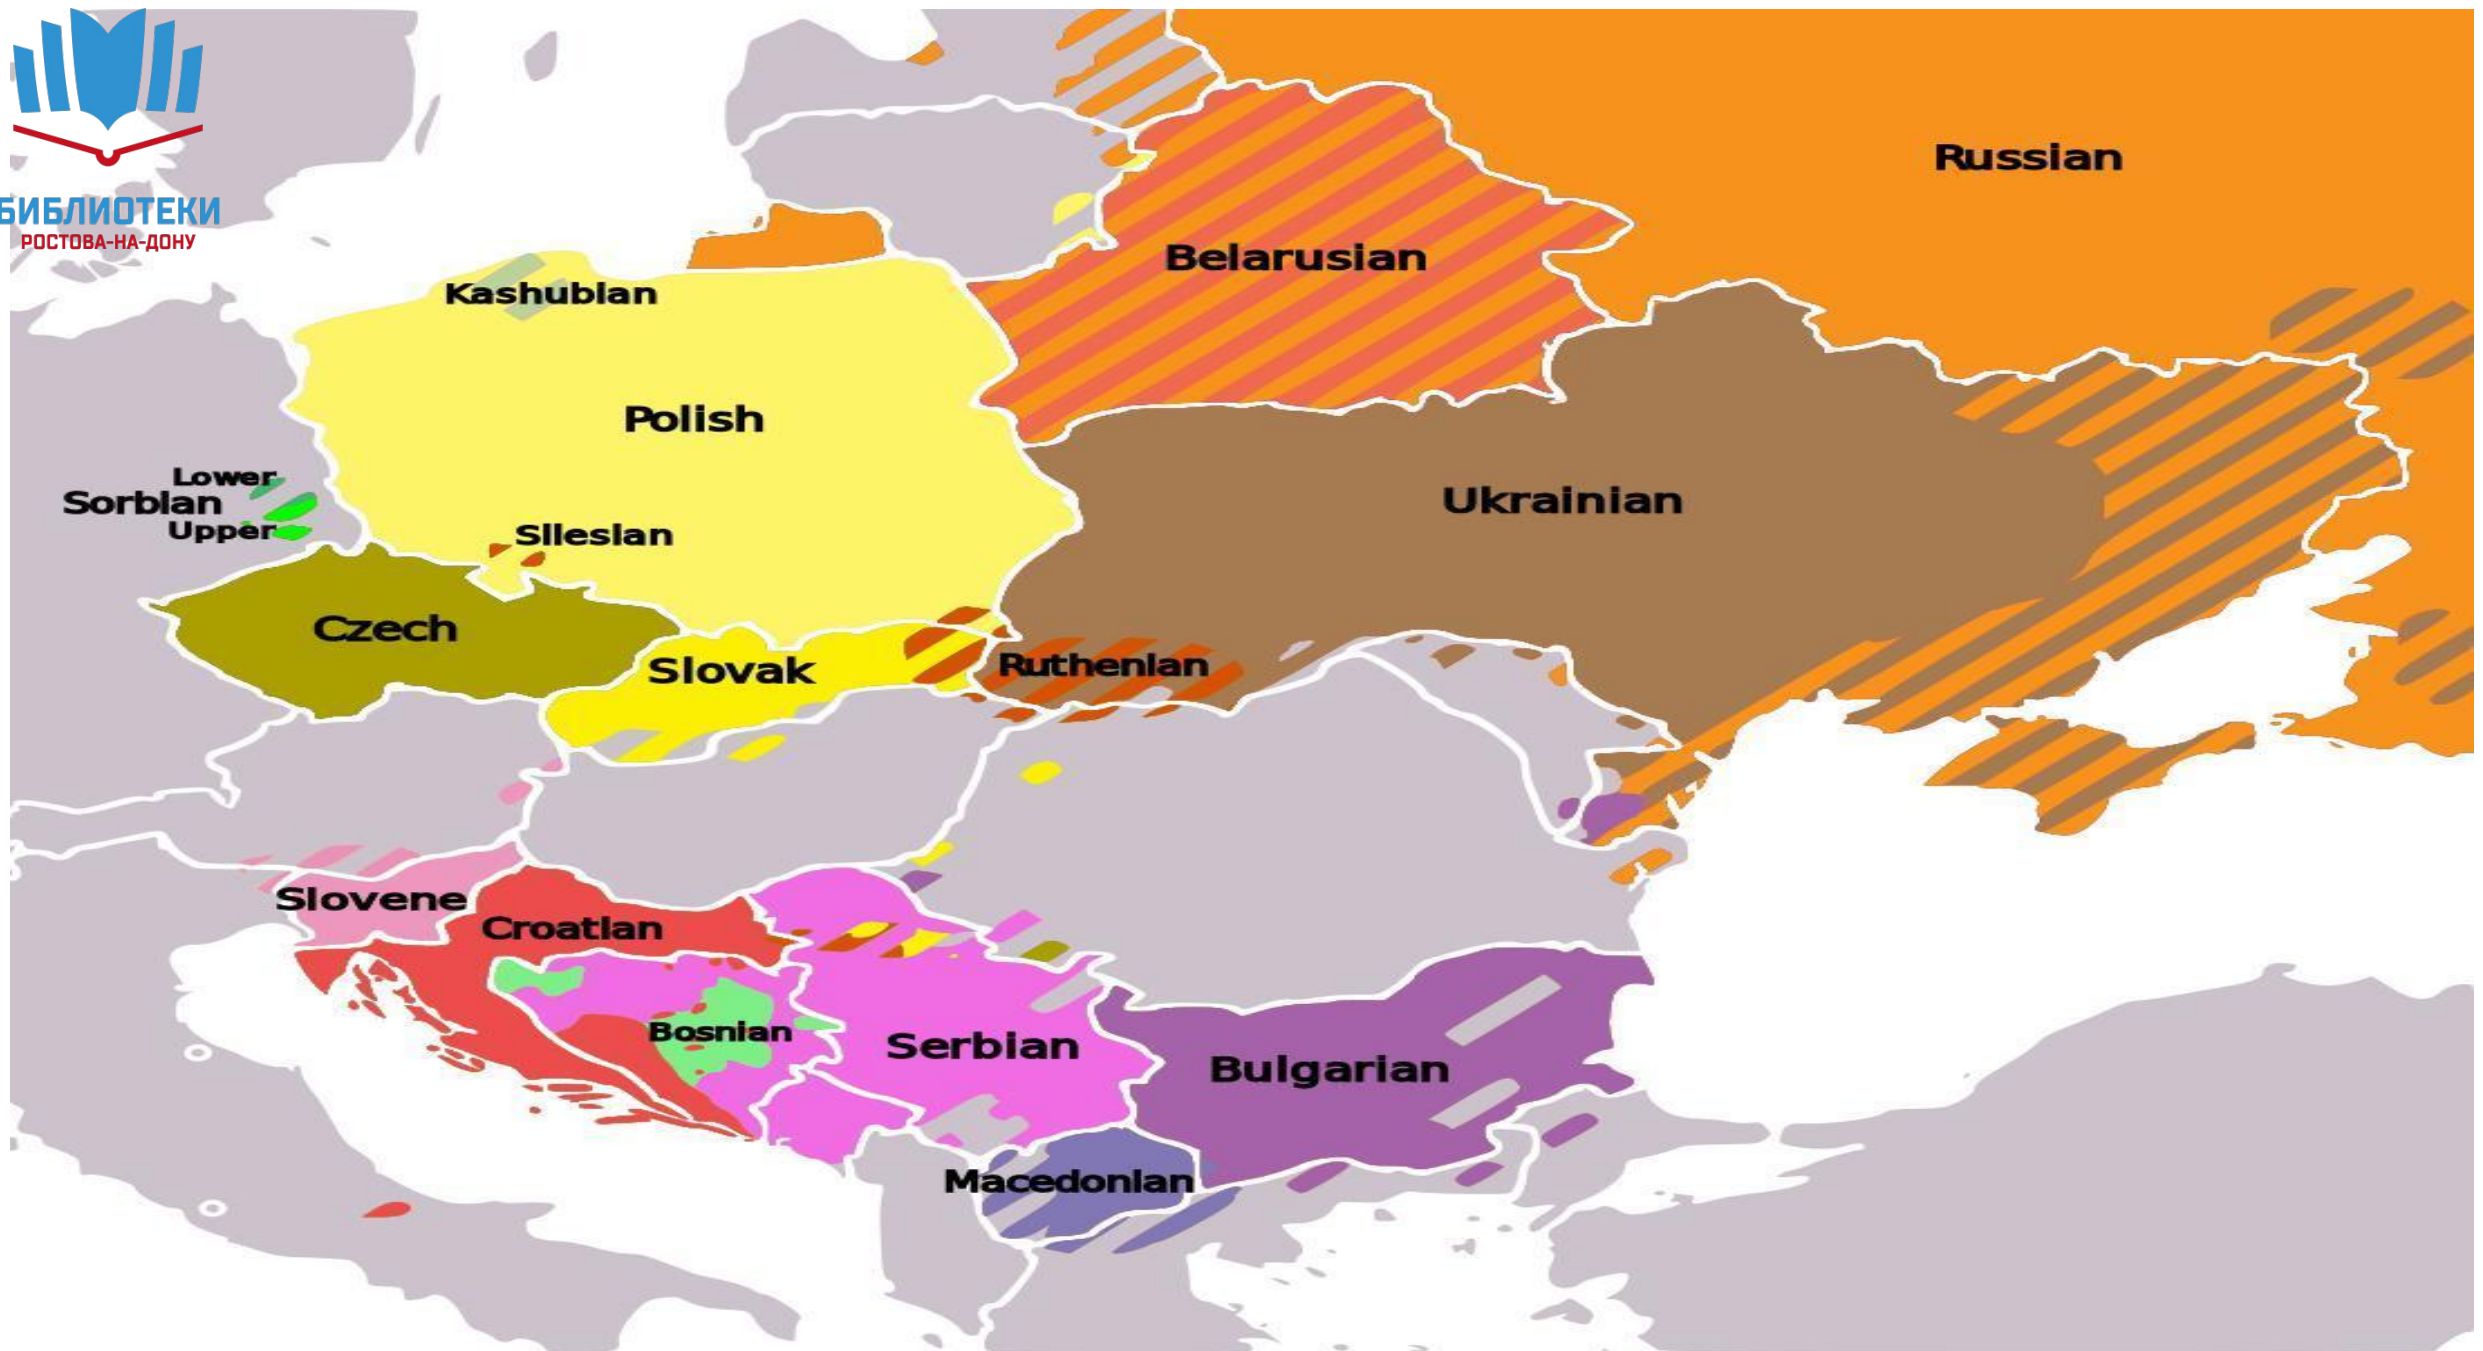 БИБЛИОТЕКИ
РОСТОВА-НА-ДОНУ
Russian
Belarusian
Kashubian
Polish
Lower
Sorbian
Upper
Silesian
Ukrainian
Czech
Slovak
Ruthenian
Slovene
Croatian
Bosnian
Serbian
Bulgarian
Macedonian